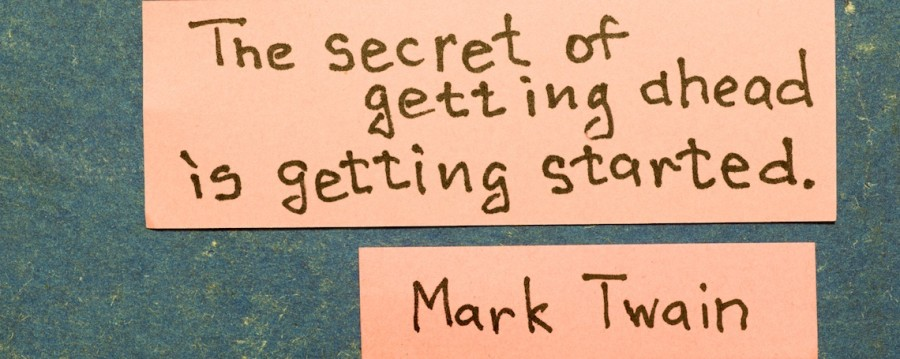 The secret of
getting ahead
is getting started.
Mark Twain